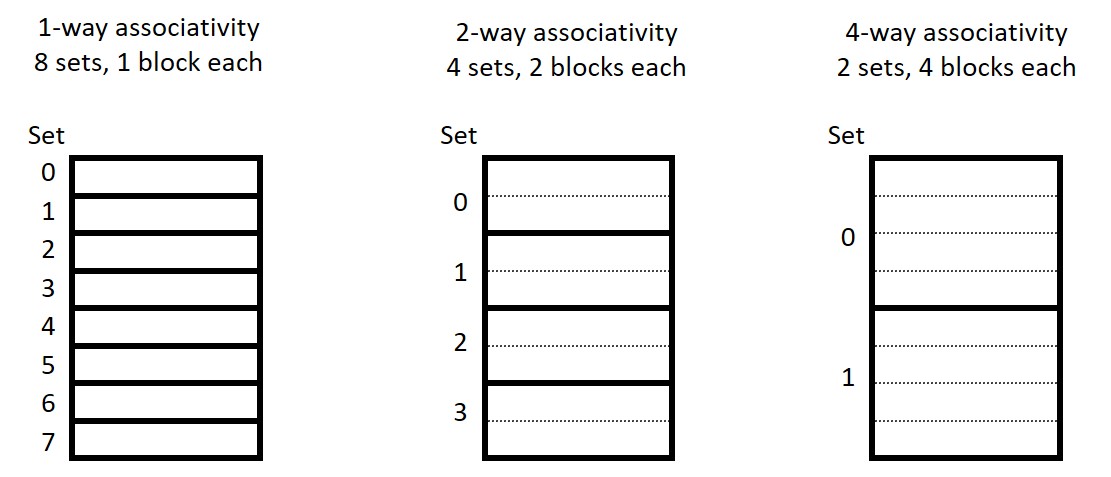 1-way associativity
8 sets, 1 block each
Set
0
1
2
3
4
5
6
7
2-way associativity
4 sets, 2 blocks each
Set
0
1
2
3
4-way associativity
2 sets, 4 blocks each
Set
0
1